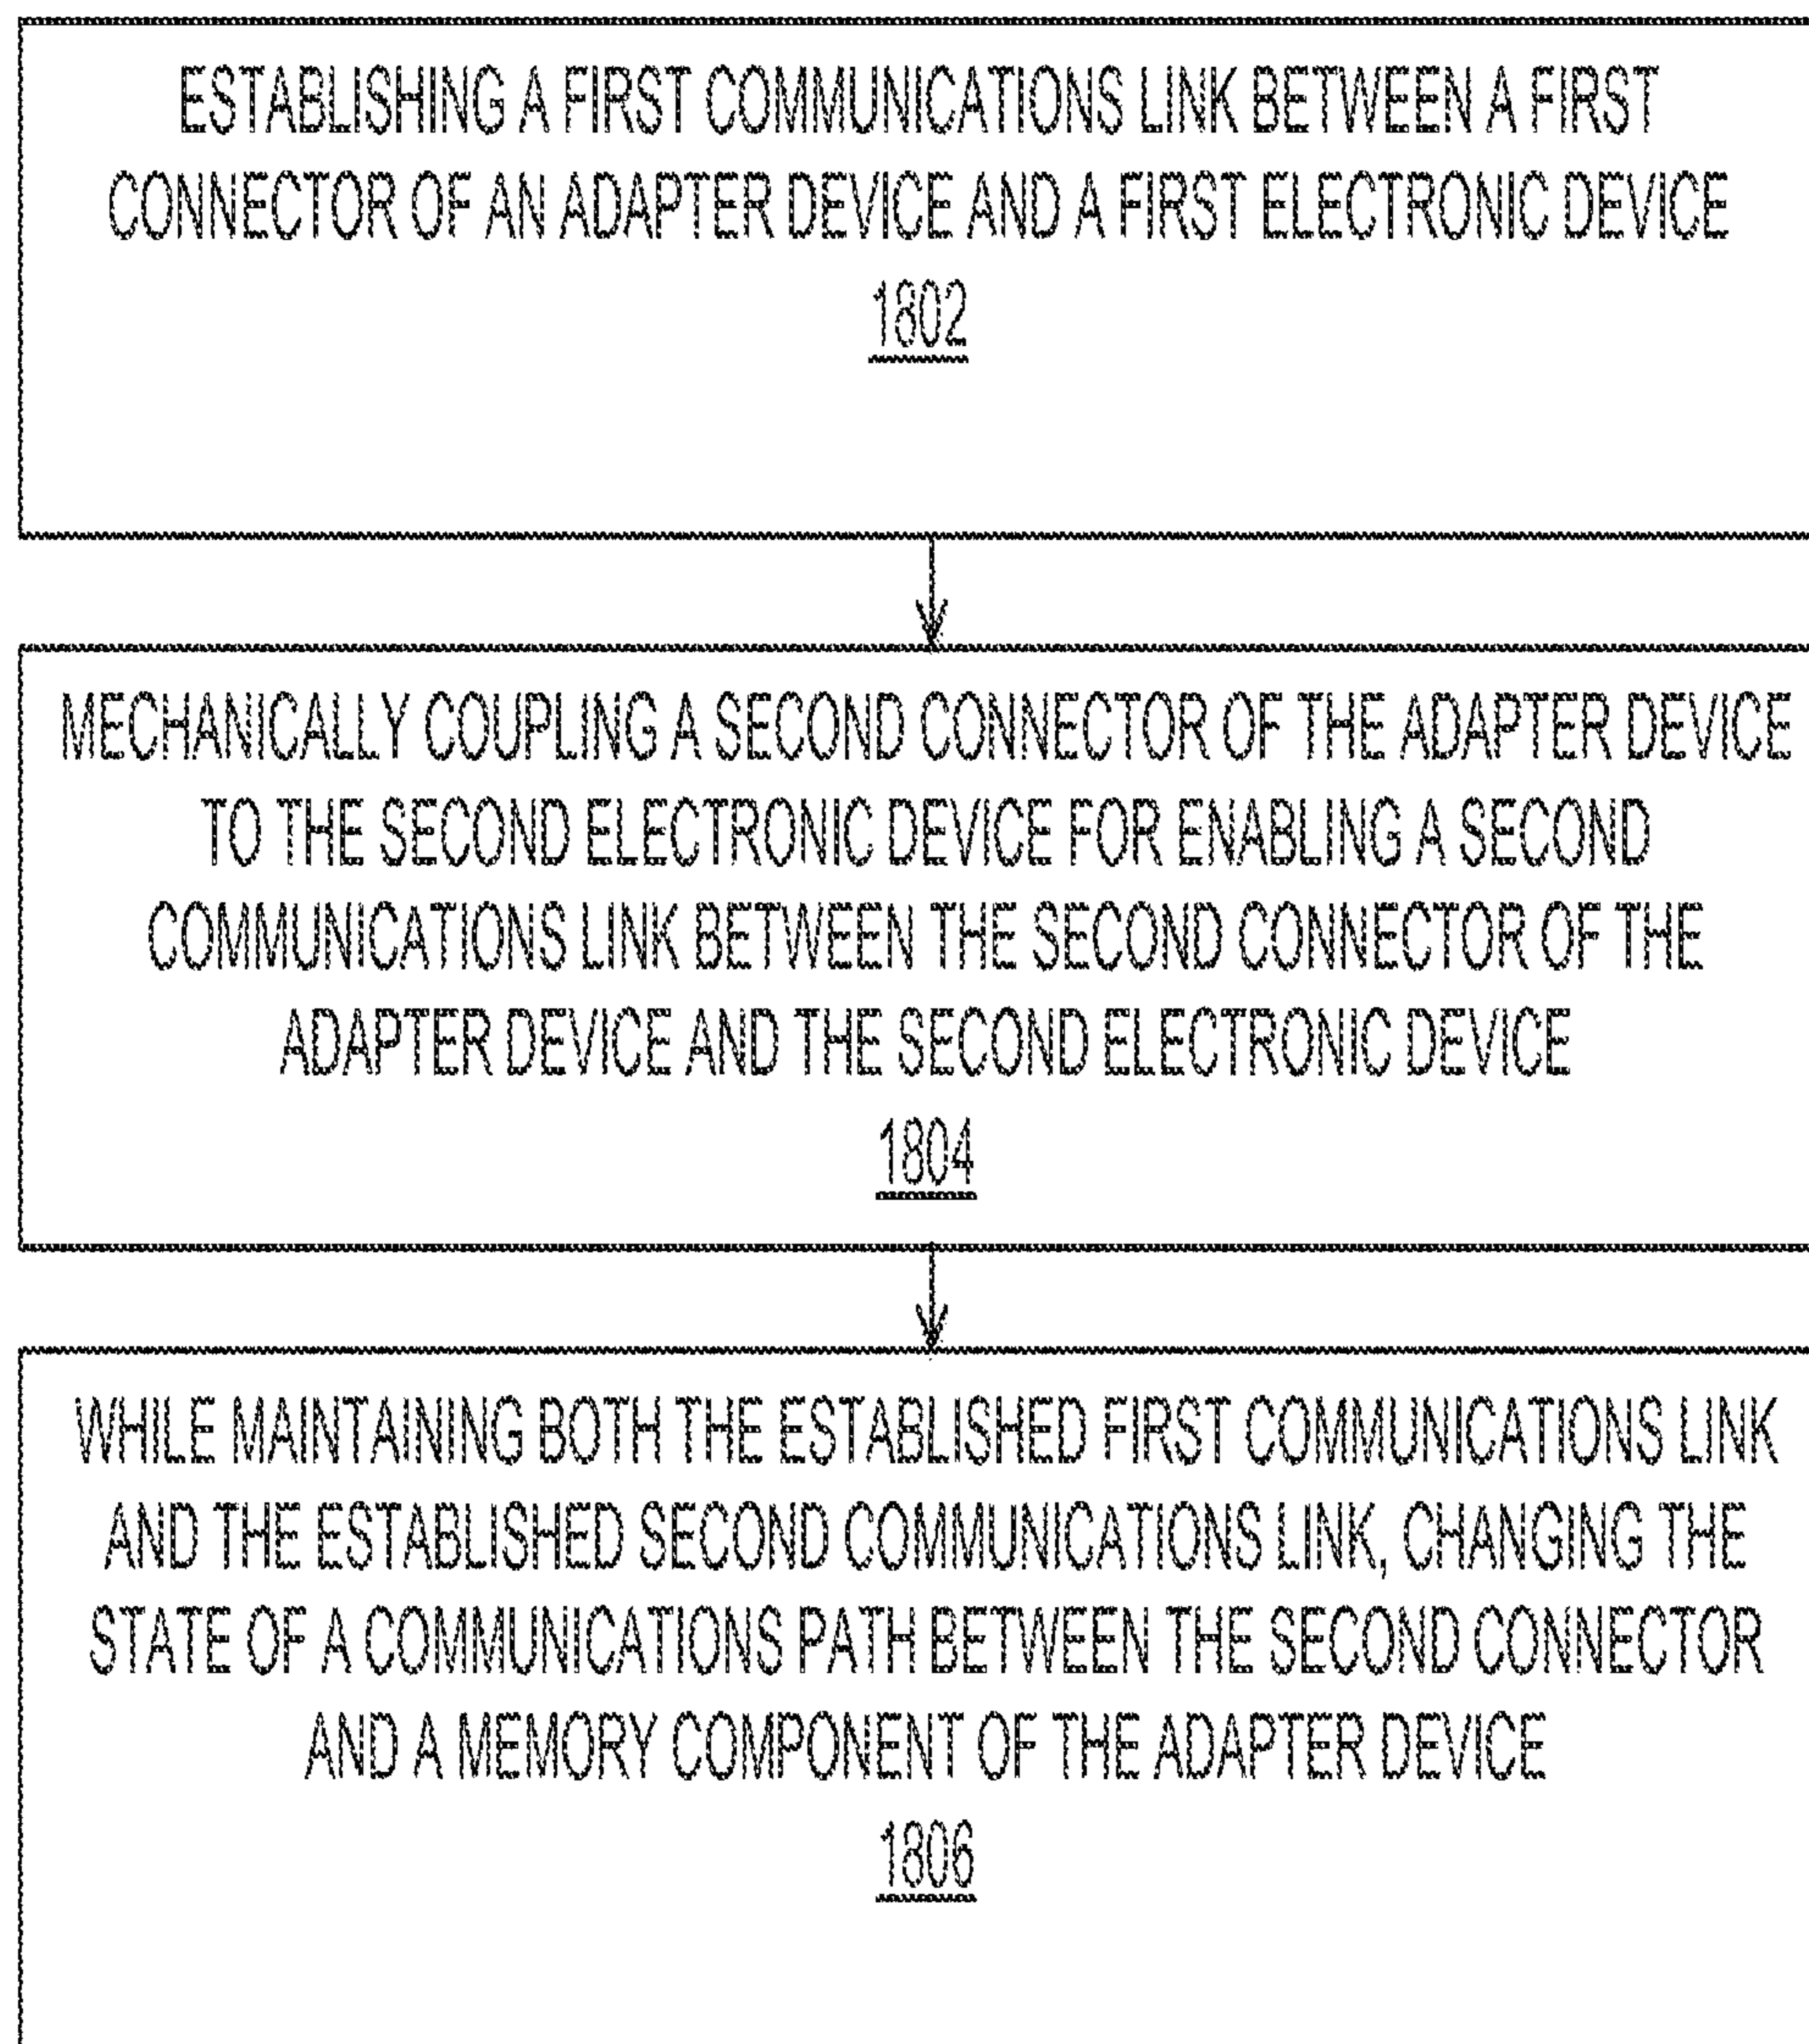 ESTABLISHING A FIRST COMMUNICATIONS LINK BETWEEN A FIRST
CONNECTOR OF AN ADAPTER DEVICE AND A FIRST ELECTRONIC DEVICE
1802
MECHANICALLY COUPLING A SECOND CONNECTOR OF THE ADAPTER DEVICE
TO THE SECOND ELECTRONIC DEVICE FOR ENABLING A SECOND
COMMUNICATIONS LINK BETWEEN THE SECOND CONNECTOR OF THE
ADAPTER DEVICE AND THE SECOND ELECTRONIC DEVICE
1804
WHILE MAINTAINING BOTH THE ESTABLISHED FIRST COMMUNICATIONS LINK
AND THE ESTABLISHED SECOND COMMUNICATIONS LINK, CHANGING THE
STATE OF A COMMUNICATIONS PATH BETWEEN THE SECOND CONNECTOR
AND A MEMORY COMPONENT OF THE ADAPTER DEVICE
1806